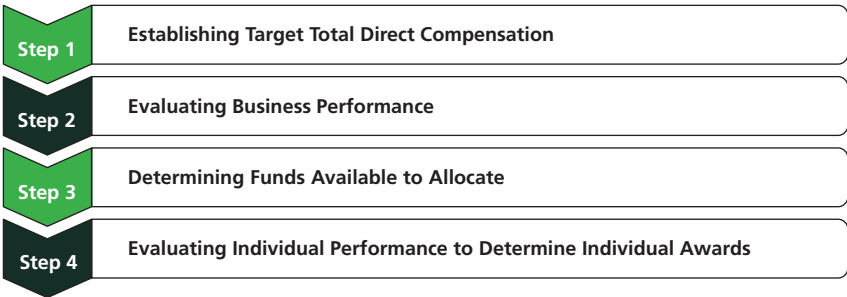 Step 1
Establishing Target Total Direct Compensation
Step 2
Evaluating Business Performance
Step 3
Determining Funds Available to Allocate
Step 4
Evaluating Individual Performance to Determine Individual Awards